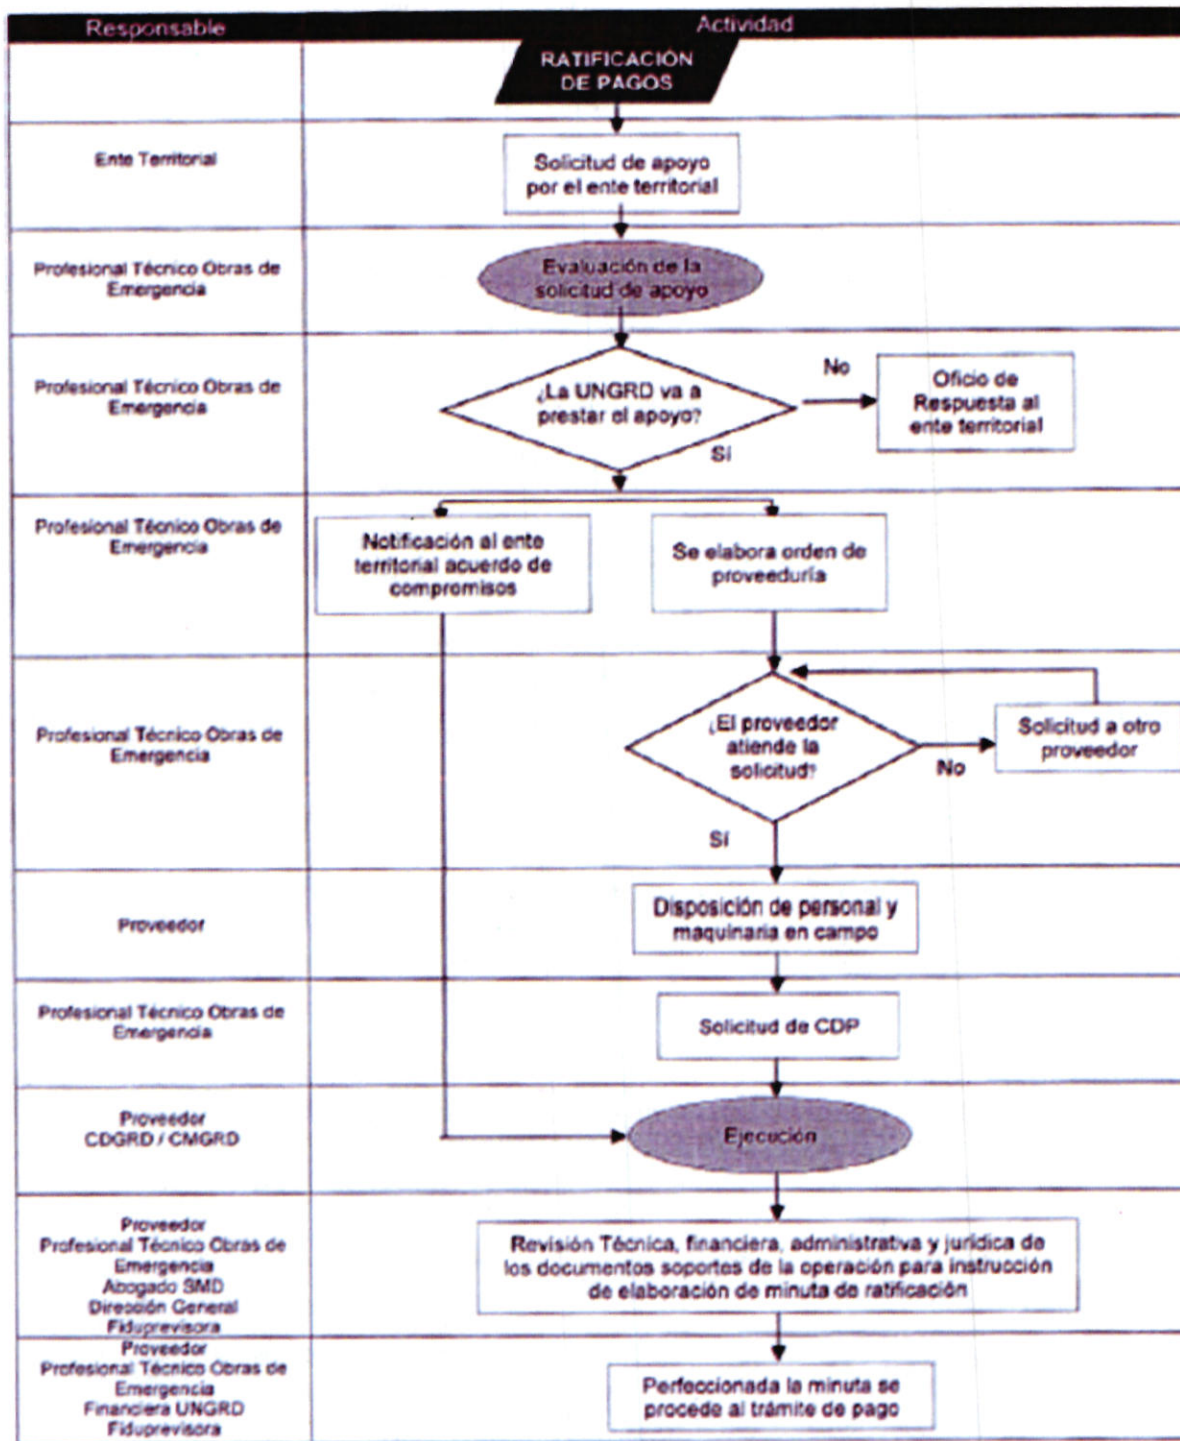 Responsable
Actividad
RATIFICACIÓN
DE PAGOS
Ente Territorial
Solicitud de apoyo
por el ente territorial
Profesional Técnico Obras de
Emergencia
Evaluación de la
solicitud de apoyo
Profesional Técnico Obras de
Emergencia
¿La UNGRD va a
prestar el apoyo?
No
Oficio de
Respuesta al
ente territorial
Sí
Profesional Técnico Obras de
Emergencia
Notificación al ente
territorial acuerdo de
compromisos
Se elabora orden de
proveeduría
Profesional Técnico Obras de
Emergencia
¿El proveedor
atiende la
solicitud?
No
Solicitud a otro
proveedor
Sí
Proveedor
Disposición de personal y
maquinaria en campo
Profesional Técnico Obras de
Emergencia
Solicitud de CDP
Proveedor
CDGRD / CMGRD
Ejecución
Proveedor
Profesional Técnico Obras de
Emergencia
Abogado SMD
Dirección General
Fiduprevisora
Revisión Técnica, financiera, administrativa y jurídica de
los documentos soportes de la operación para instrucción
de elaboración de minuta de ratificación
Proveedor
Profesional Técnico Obras de
Emergencia
Financiera UNGRD
Fiduprevisora
Perfeccionada la minuta se
procede al trámite de pago